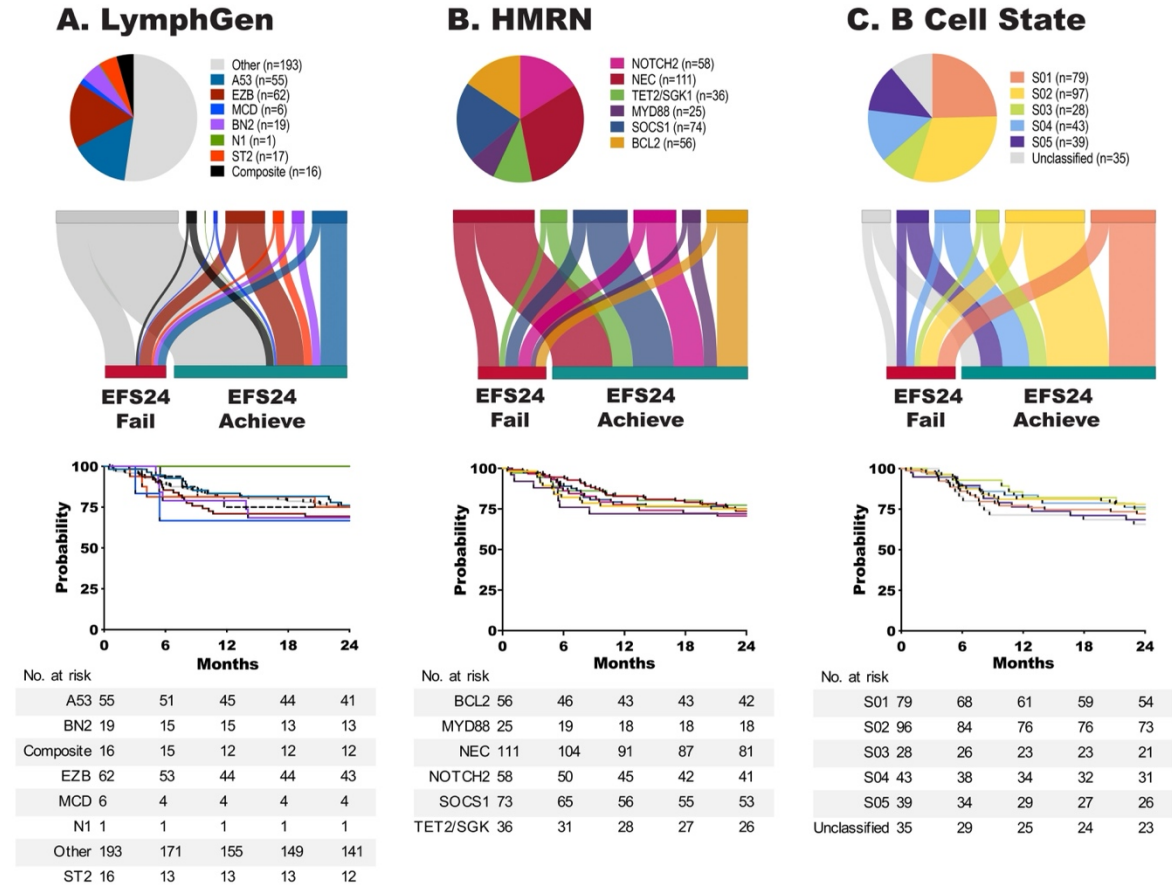 A. LymphGen
Other (n=193)
A53 (n=55)
EZB (n=62)
MCD (n=6)
BN2 (n=19)
N1 (n=1)
ST2 (n=17)
Composite (n=16)
EFS24 Fail
EFS24 Achieve
100
75
50
25
0
Probability
0 6 12 18 24
Months
No. at risk
A53 55 51 45 44 41
BN2 19 15 15 13 13
Composite 16 15 12 12 12
EZB 62 53 44 44 43
MCD 6 4 4 4 4
N1 1 1 1 1 1
Other 193 171 155 149 141
ST2 16 13 13 13 12
B. HMRN
NOTCH2 (n=58)
NEC (n=111)
TET2/SGK1 (n=36)
MYD88 (n=25)
SOCS1 (n=74)
BCL2 (n=56)
EFS24 Fail
EFS24 Achieve
100
75
50
25
0
Probability
0 6 12 18 24
Months
No. at risk
BCL2 56 46 43 43 42
MYD88 25 19 18 18 18
NEC 111 104 91 87 81
NOTCH2 58 50 45 42 41
SOCS1 73 65 56 55 53
TET2/SGK 36 31 28 27 26
C. B Cell State
S01 (n=79)
S02 (n=97)
S03 (n=28)
S04 (n=43)
S05 (n=39)
Unclassified (n=35)
EFS24 Fail
EFS24 Achieve
100
75
50
25
0
Probability
0 6 12 18 24
Months
No. at risk
S01 79 68 61 59 54
S02 96 84 76 76 73
S03 28 26 23 23 21
S04 43 38 34 32 31
S05 39 34 29 27 26
Unclassified 35 29 25 24 23